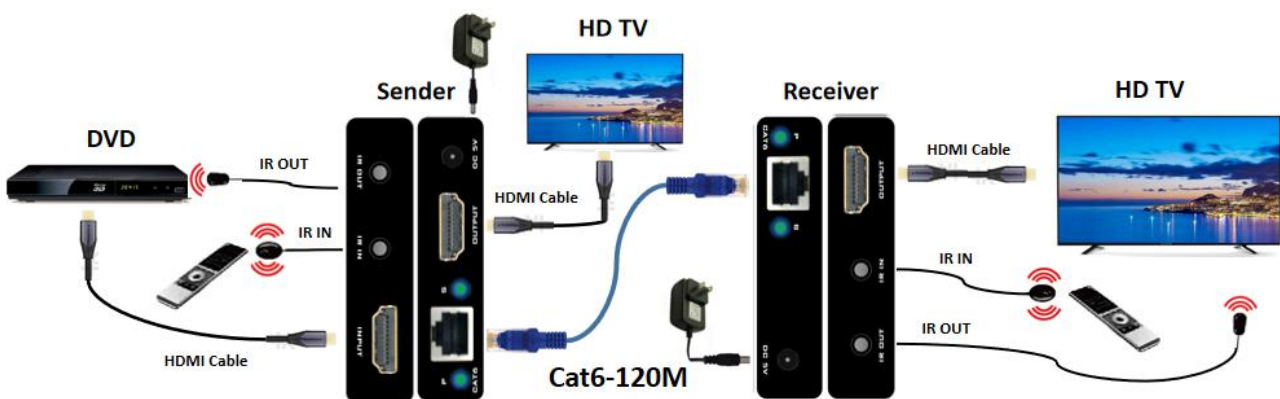 HD TV
Sender
Receiver
HD TV
DVD
IR OUT
IR IN
HDMI Cable
IR OUT
IR IN
INPUT
DC 5V
OUTPUT
S
CAT6
P
HDMI Cable
Cat6-120M
CAT6
P
S
DC 5V
OUTPUT
IR IN
IR OUT
HDMI Cable
IR IN
IR OUT